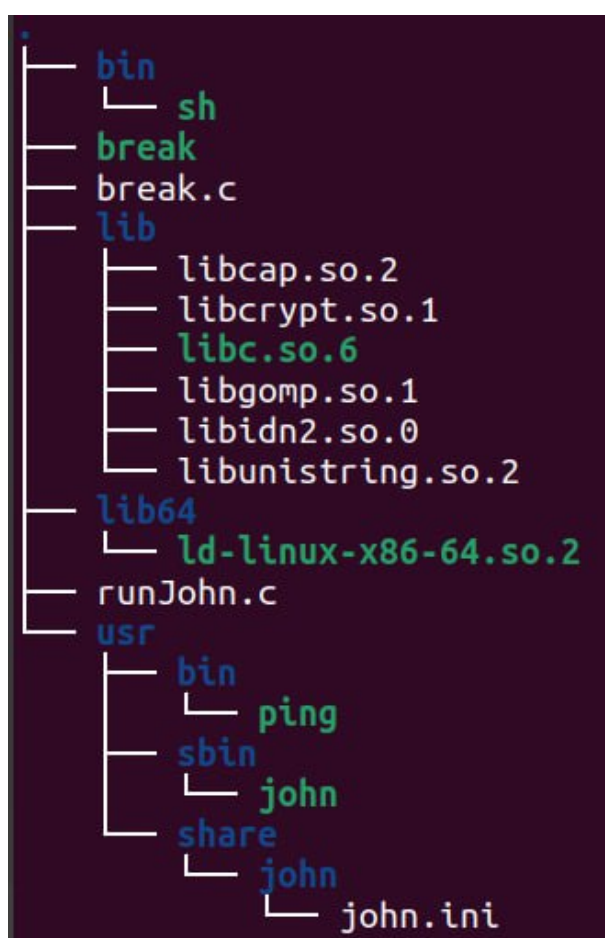 .
bin
sh
break
break.c
lib
libcap.so.2
libcrypt.so.1
libc.so.6
libgomp.so.1
libidn2.so.0
libunistring.so.2
lib64
ld-linux-x86-64.so.2
runJohn.c
usr
bin
ping
sbin
john
share
john
john.ini